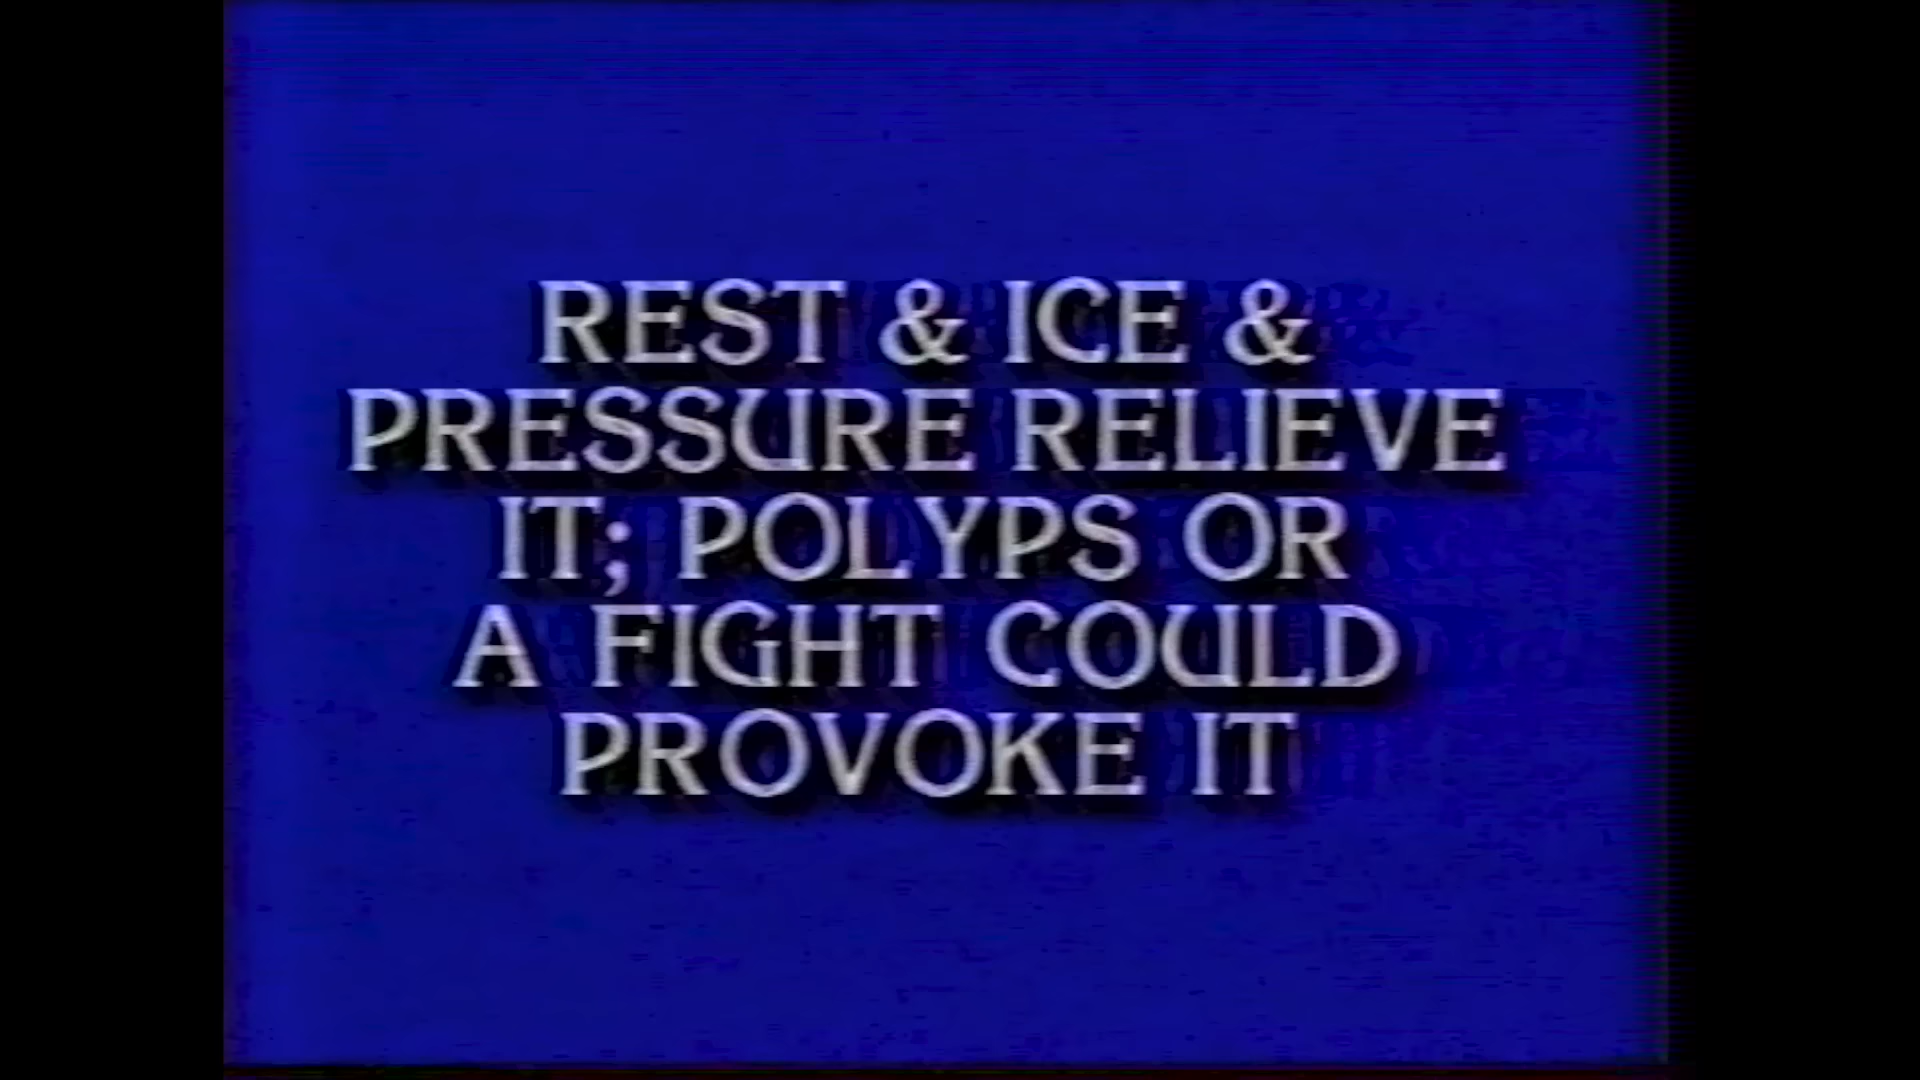 REST & ICE &
PRESSURE RELIEVE
IT; POLYPS OR
A FIGHT COULD
PROVOKE IT